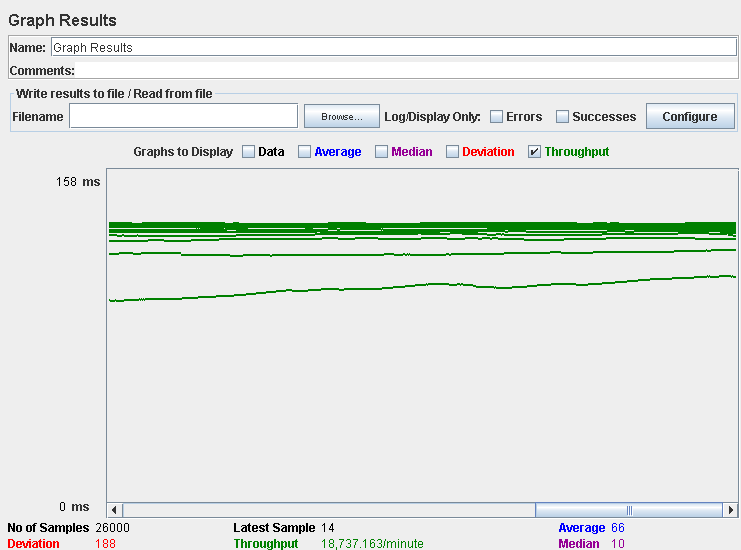 Graph Results
Name: Graph Results
Comments:
Write results to file / Read from file
Filename Browse... Log/Display Only: Errors Successes Configure
Graphs to Display Data Average Median Deviation Throughput
158 ms
0 ms
No of Samples 26000 Latest Sample 14 Average 66
Deviation 188 Throughput 18,737.163/minute Median 10